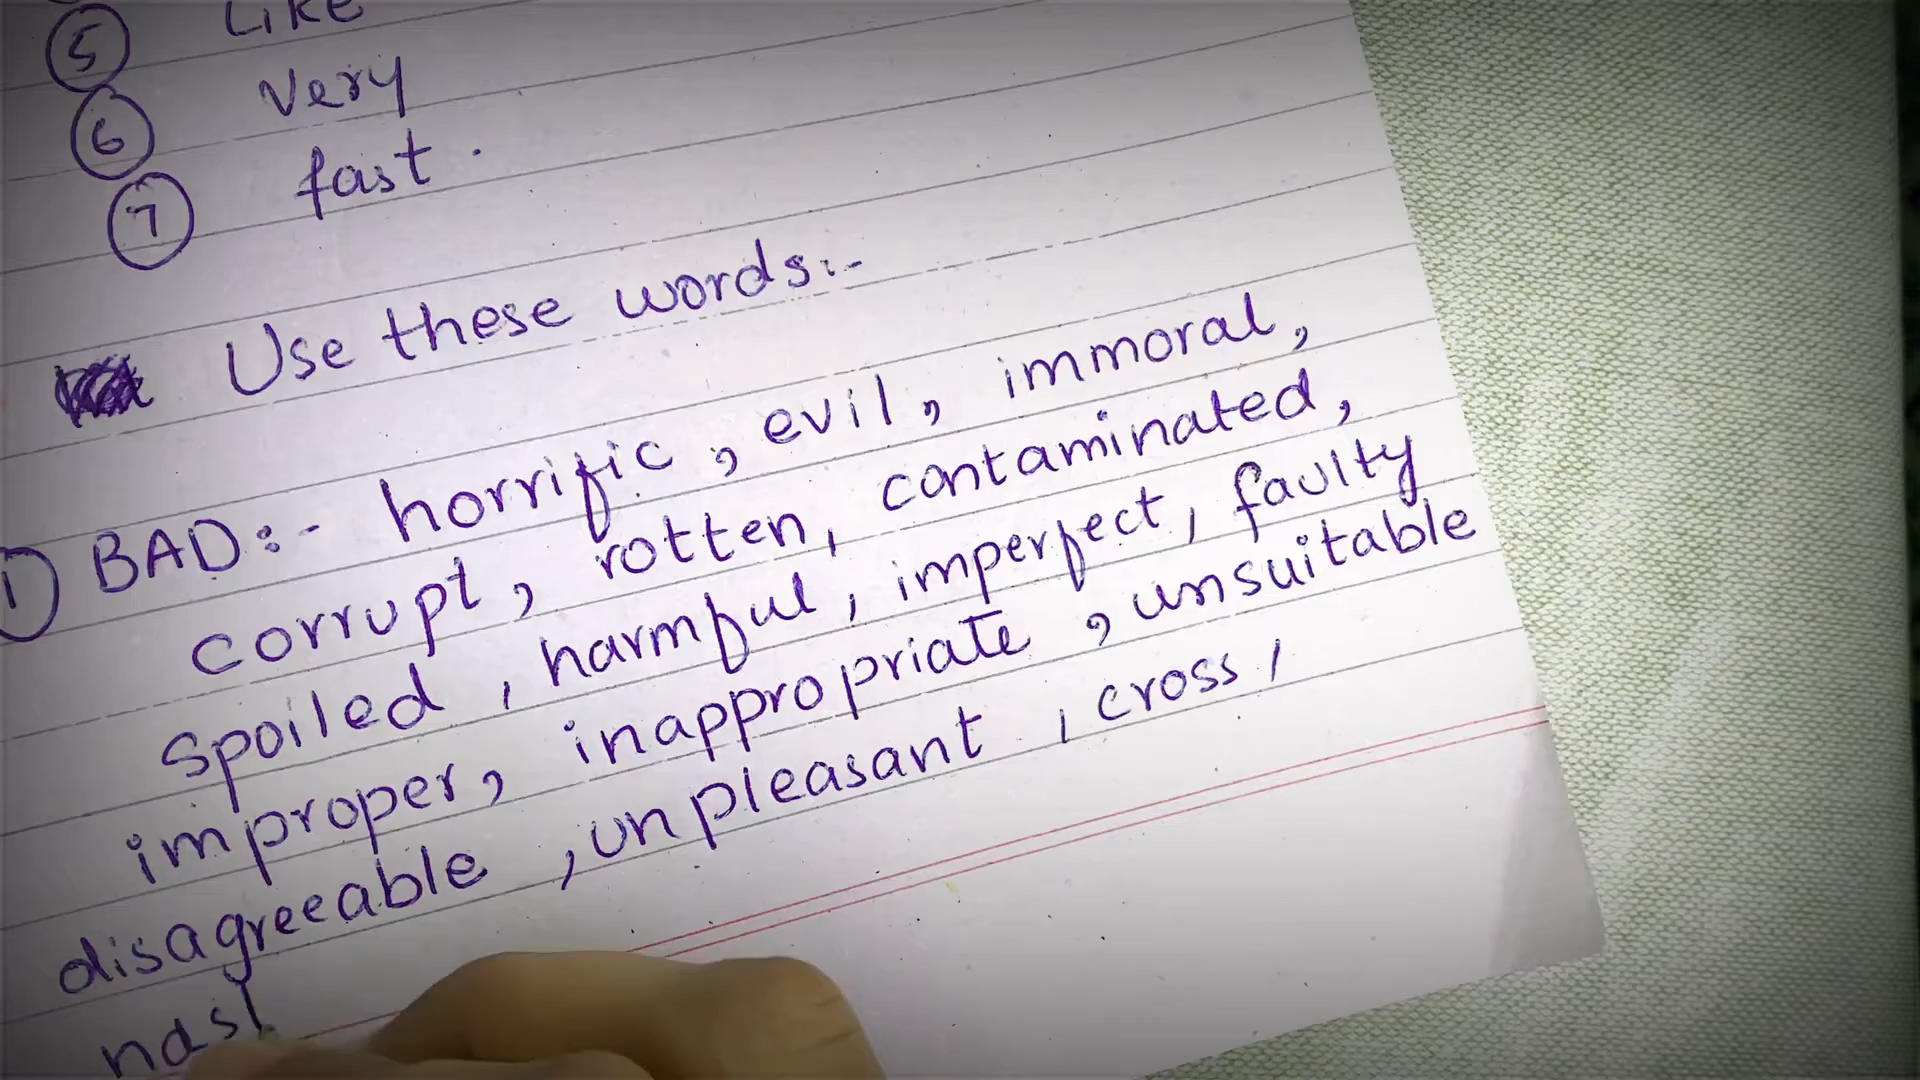 5 Like
6 Very
7 fast.
Use these words:-
1) BAD:- horrific, evil, immoral,
corrupt, rotten, contaminated,
Spoiled, harmful, imperfect, faulty
improper, inappropriate, unsuitable
disagreeable, unpleasant, cross,